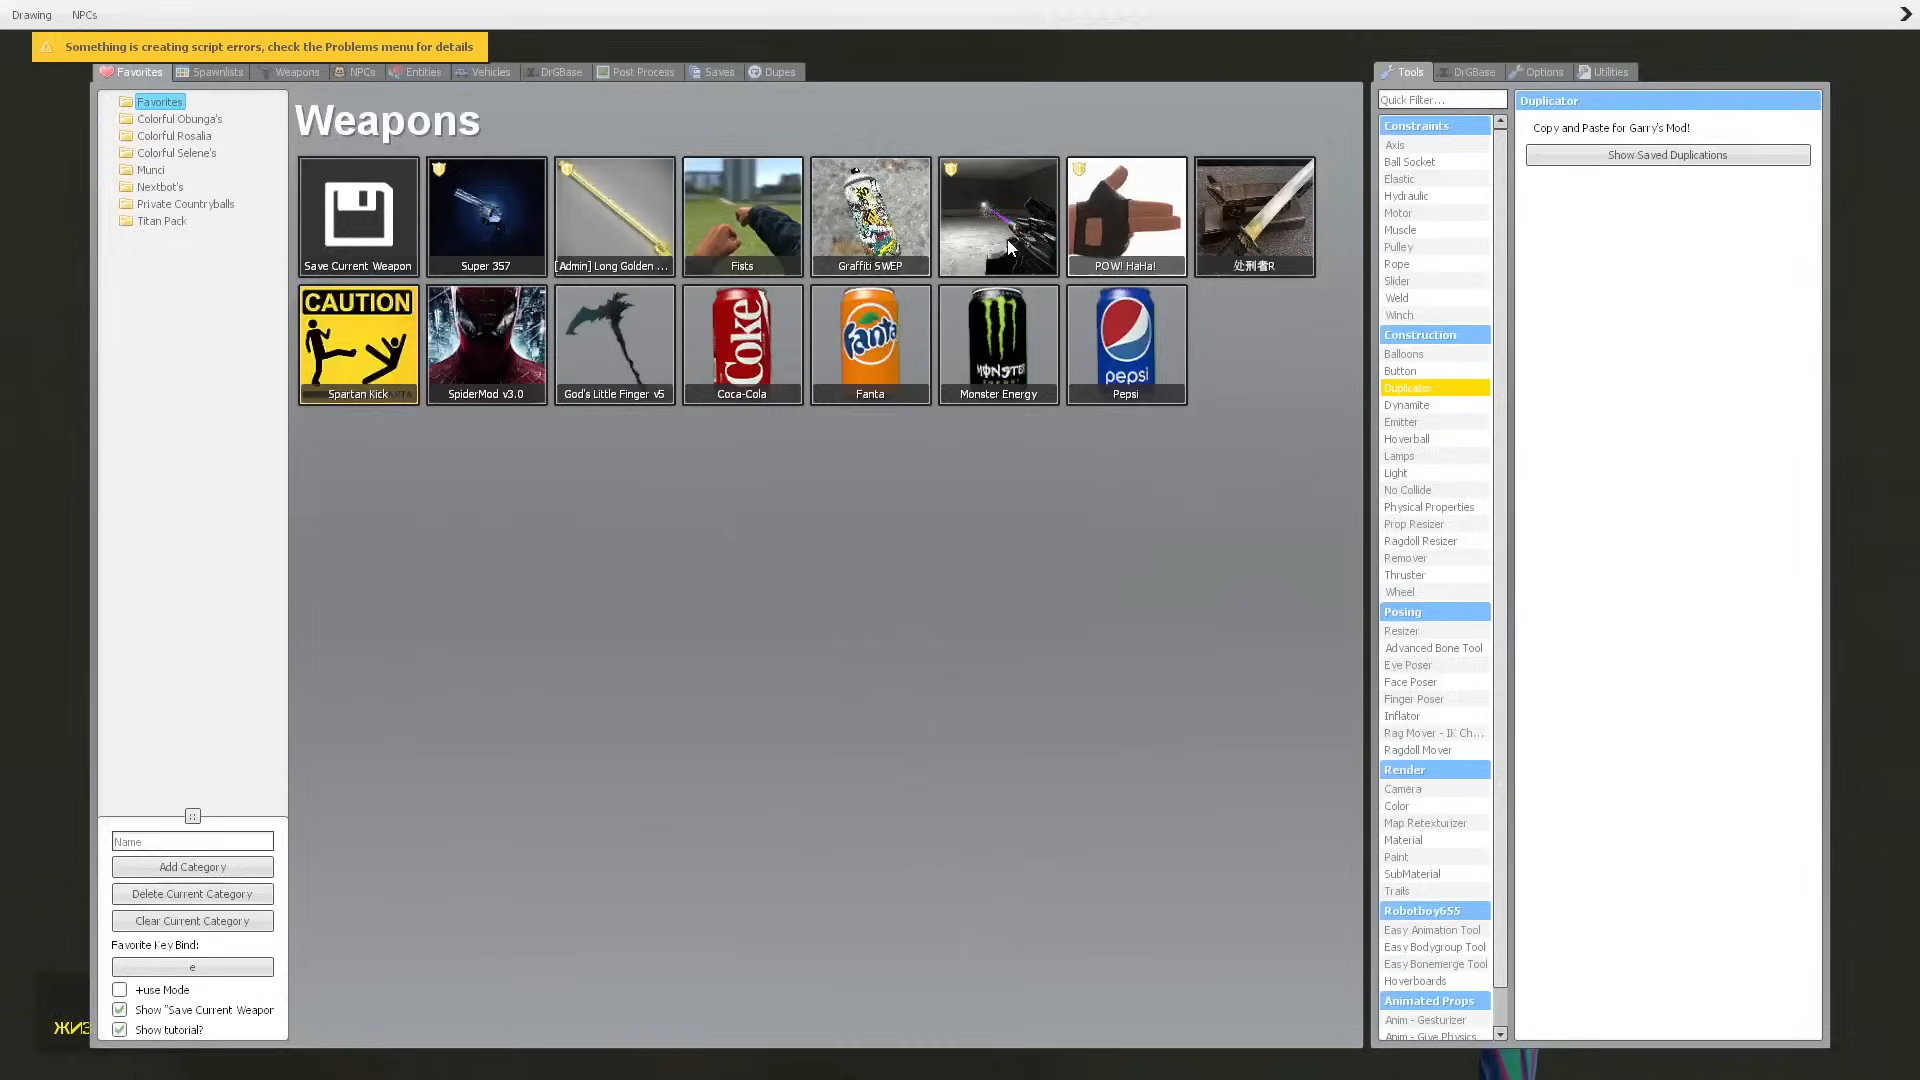 Drawing NPCs
Something is creating script errors, check the Problems menu for details
Favorites Spawnlists Weapons NPCs Entities Vehicles DrGBase Post Process Saves Dupes
Favorites
Colorful Obunga's
Colorful Rosalia
Colorful Selene's
Munci
Nextbot's
Private Countryballs
Titan Pack
Name
Add Category
Delete Current Category
Clear Current Category
Favorite Key Bind:
e
+use Mode
Show "Save Current Weapor
Show tutorial?
Weapons
Save Current Weapon
Super 357
[Admin] Long Golden ...
Fists
Graffiti SWEP
POW! HaHa!
处刑者R
CAUTION
Spartan Kick
SpiderMod v3.0
God's Little Finger v5
Coke
Coca-Cola
Fanta
Fanta
MONSTER
Monster Energy
pepsi
Pepsi
Tools DrGBase Options Utilities
Quick Filter...
Constraints
Axis
Ball Socket
Elastic
Hydraulic
Motor
Muscle
Pulley
Rope
Slider
Weld
Winch
Construction
Balloons
Button
Duplicator
Dynamite
Emitter
Hoverball
Lamps
Light
No Collide
Physical Properties
Prop Resizer
Ragdoll Resizer
Remover
Thruster
Wheel
Posing
Resizer
Advanced Bone Tool
Eye Poser
Face Poser
Finger Poser
Inflator
Rag Mover - IK Ch...
Ragdoll Mover
Render
Camera
Color
Map Retexturizer
Material
Paint
SubMaterial
Trails
Robotboy655
Easy Animation Tool
Easy Bodygroup Tool
Easy Bonemerge Tool
Hoverboards
Animated Props
Anim - Gesturizer
Anim - Give Physics
Duplicator
Copy and Paste for Garry's Mod!
Show Saved Duplications